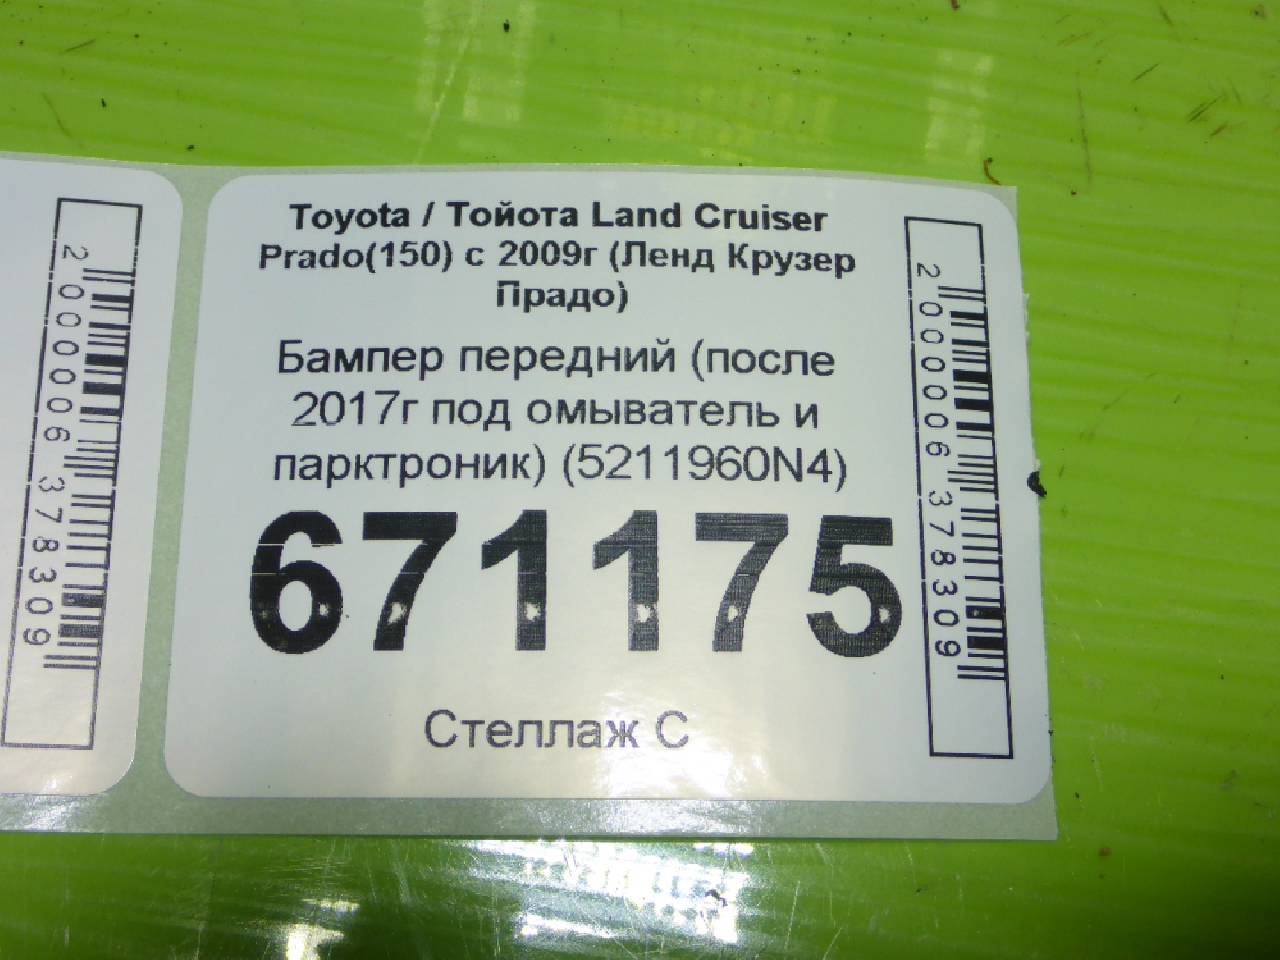 2000006378309
Toyota / Тойота Land Cruiser
Prado(150) с 2009г (Ленд Крузер
Прадо)
Бампер передний (после
2017г под омыватель и
парктроник) (5211960N4)
671175
Стеллаж С
2000006378309